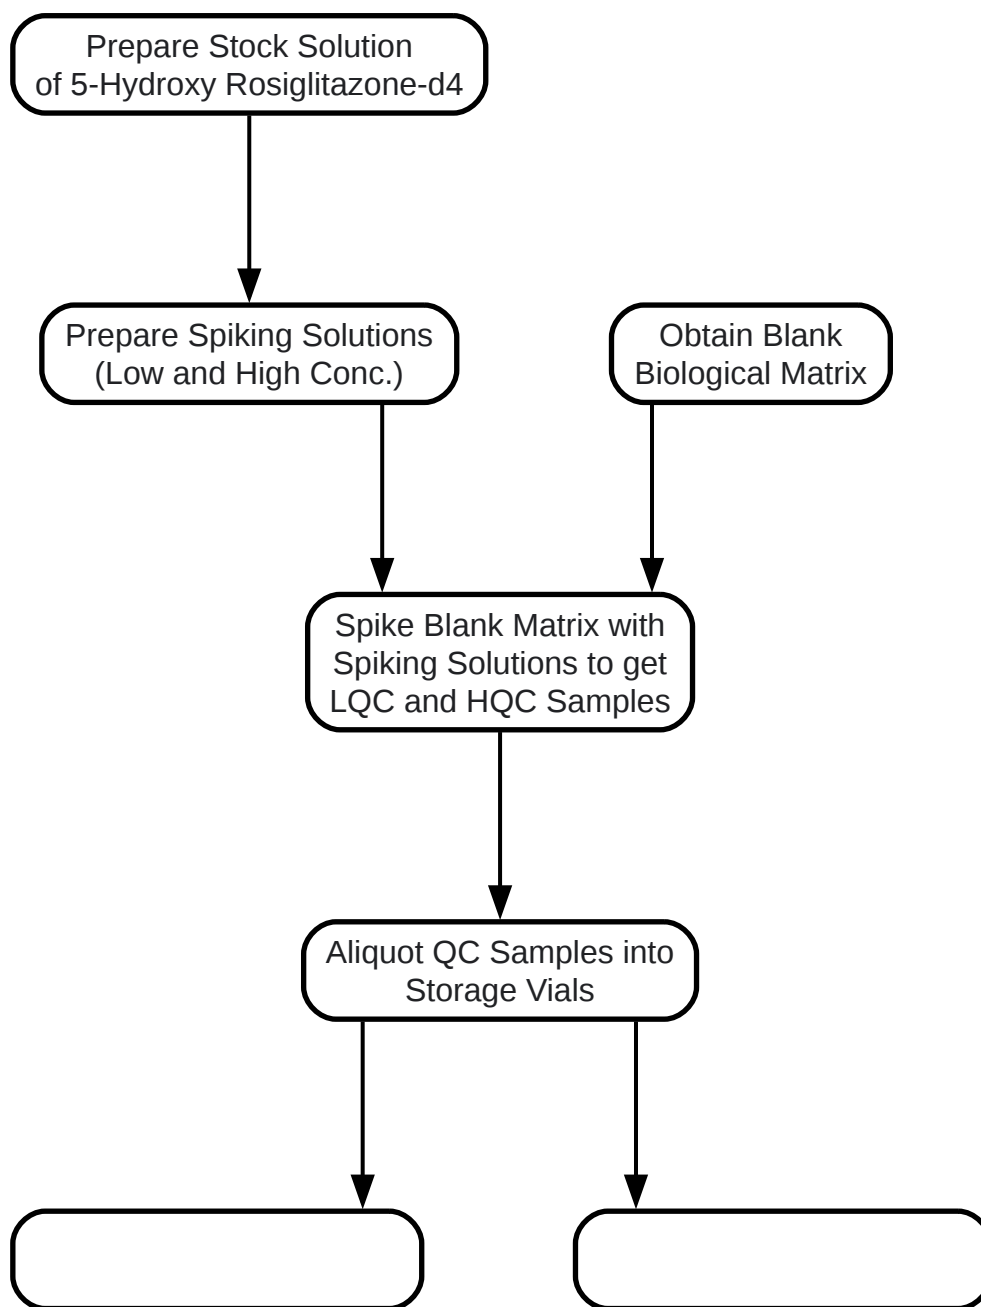 Prepare Stock Solution
of 5-Hydroxy Rosiglitazone-d4
Prepare Spiking Solutions
(Low and High Conc.)
Obtain Blank
Biological Matrix
Spike Blank Matrix with
Spiking Solutions to get
LQC and HQC Samples
Aliquot QC Samples into
Storage Vials